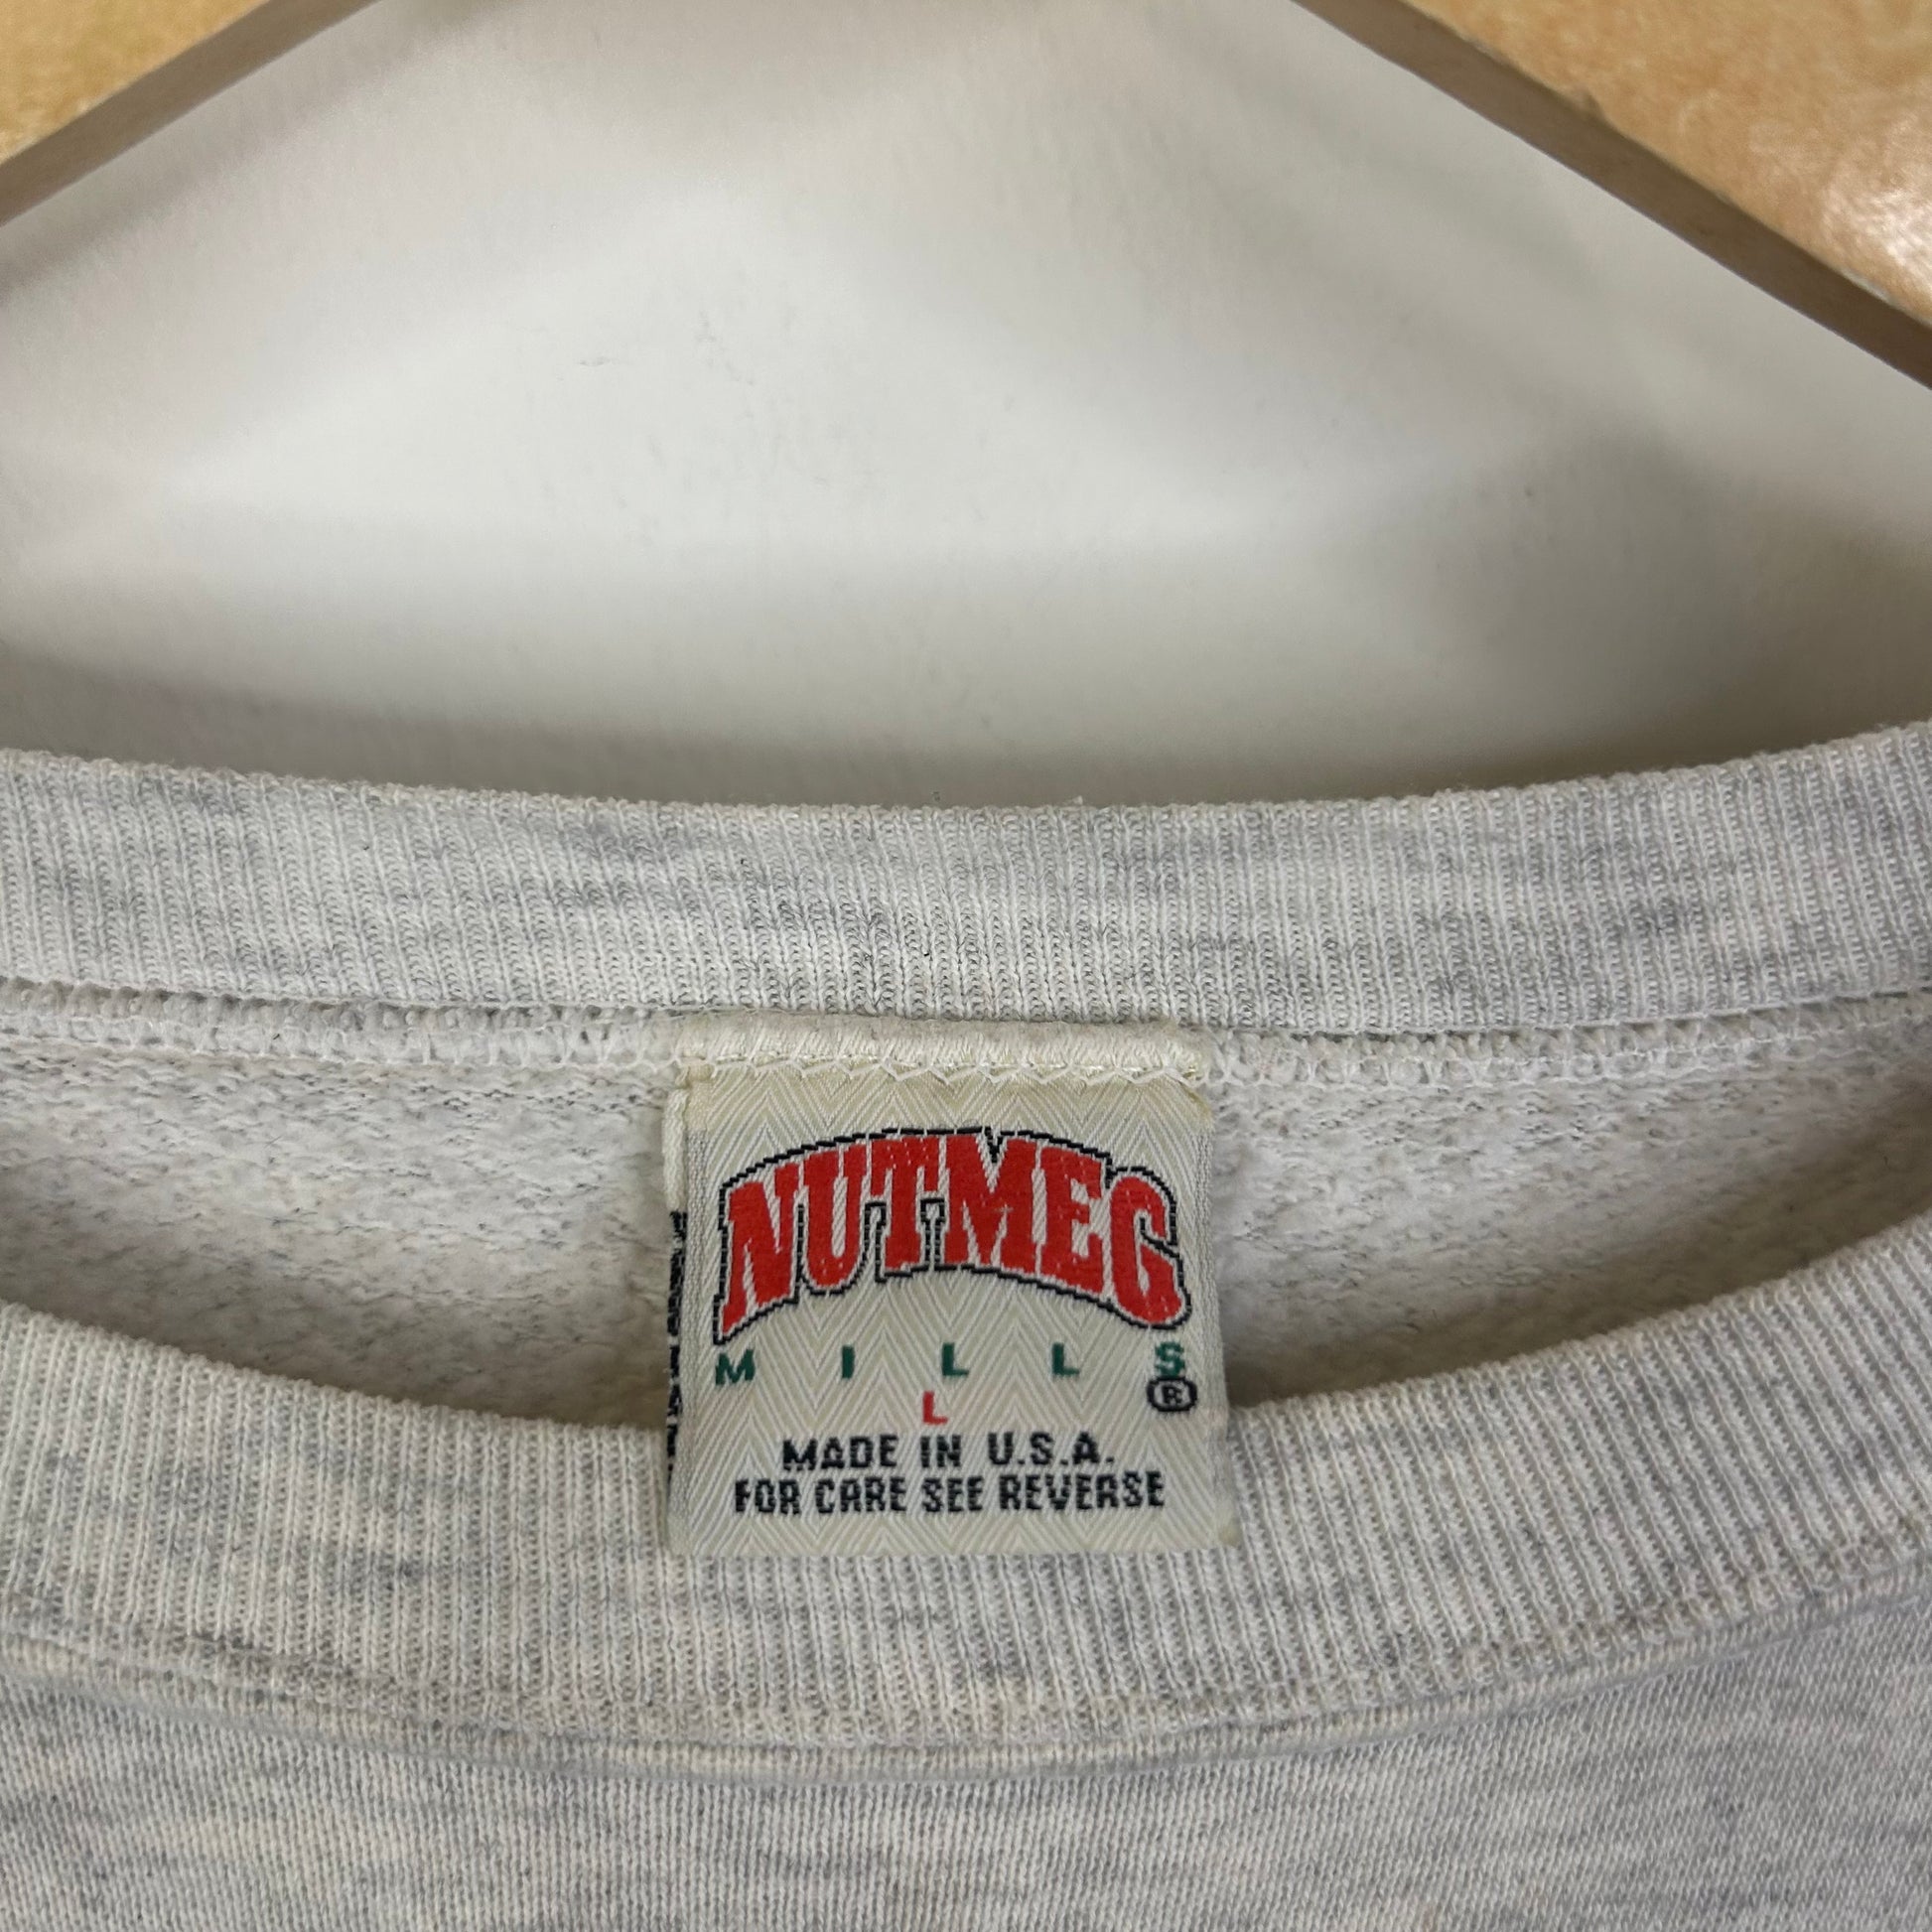 NUTMEG
MILLS
®
L
MADE IN U.S.A.
FOR CARE SEE REVERSE